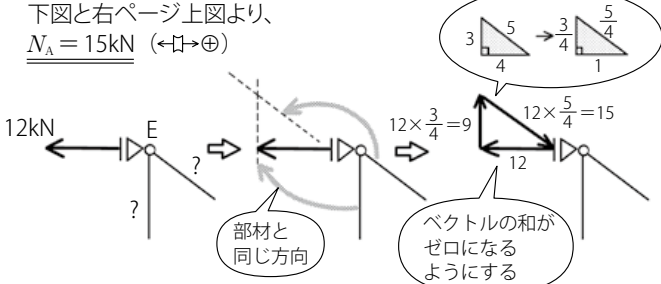 下図と右ページ上図より、
N_A = 15kN (←□→⊕)
3 5 4 → 3/4 5/4 1
12kN
E
?
?
12×3/4=9
12×5/4=15
12
部材と
同じ方向
ベクトルの和が
ゼロになる
ようにする